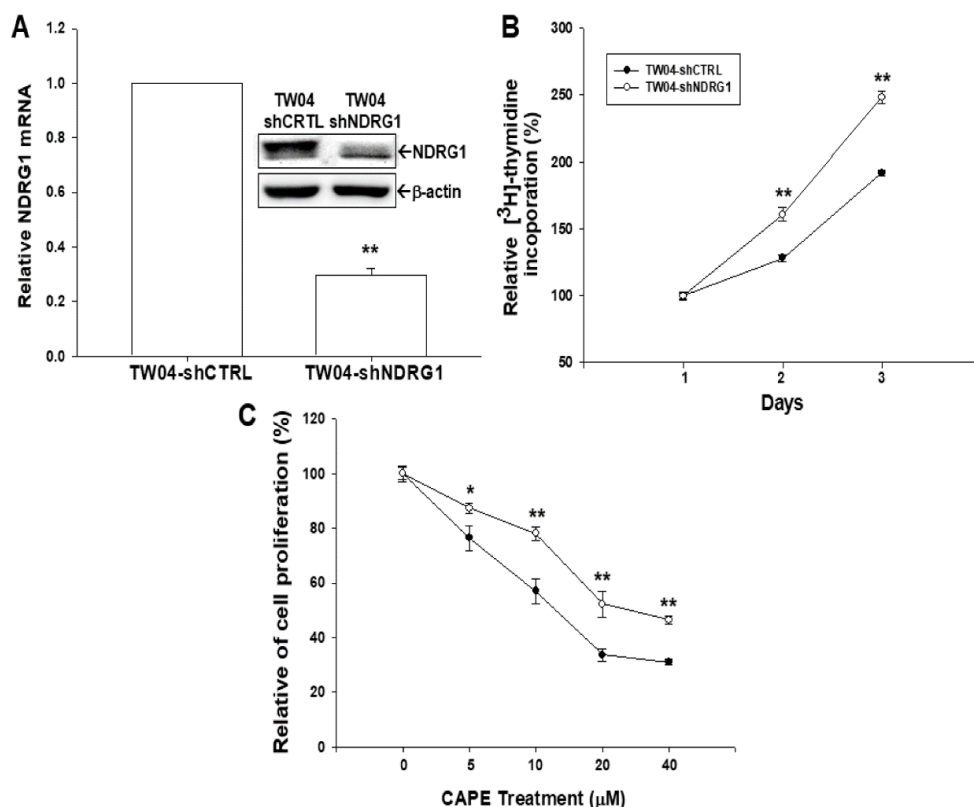 A
Relative NDRG1 mRNA
1.2
1.0
0.8
0.6
0.4
0.2
0.0
TW04 TW04
shCRTL shNDRG1
←NDRG1
←β-actin
**
TW04-shCTRL TW04-shNDRG1
B
Relative [³H]-thymidine
incoporation (%)
300
250
200
150
100
50
TW04-shCTRL
TW04-shNDRG1
**
**
1 2 3
Days
C
Relative of cell proliferation (%)
120
100
80
60
40
20
0
*
**
**
**
0 5 10 20 40
CAPE Treatment (μM)